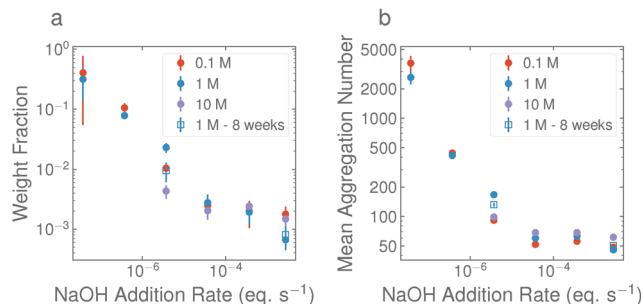 a
Weight Fraction
10⁰
10⁻¹
10⁻²
10⁻³
0.1 M
1 M
10 M
1 M - 8 weeks
10⁻⁶
10⁻⁴
NaOH Addition Rate (eq. s⁻¹)
b
Mean Aggregation Number
5000
2000
1000
500
200
100
50
0.1 M
1 M
10 M
1 M - 8 weeks
10⁻⁶
10⁻⁴
NaOH Addition Rate (eq. s⁻¹)